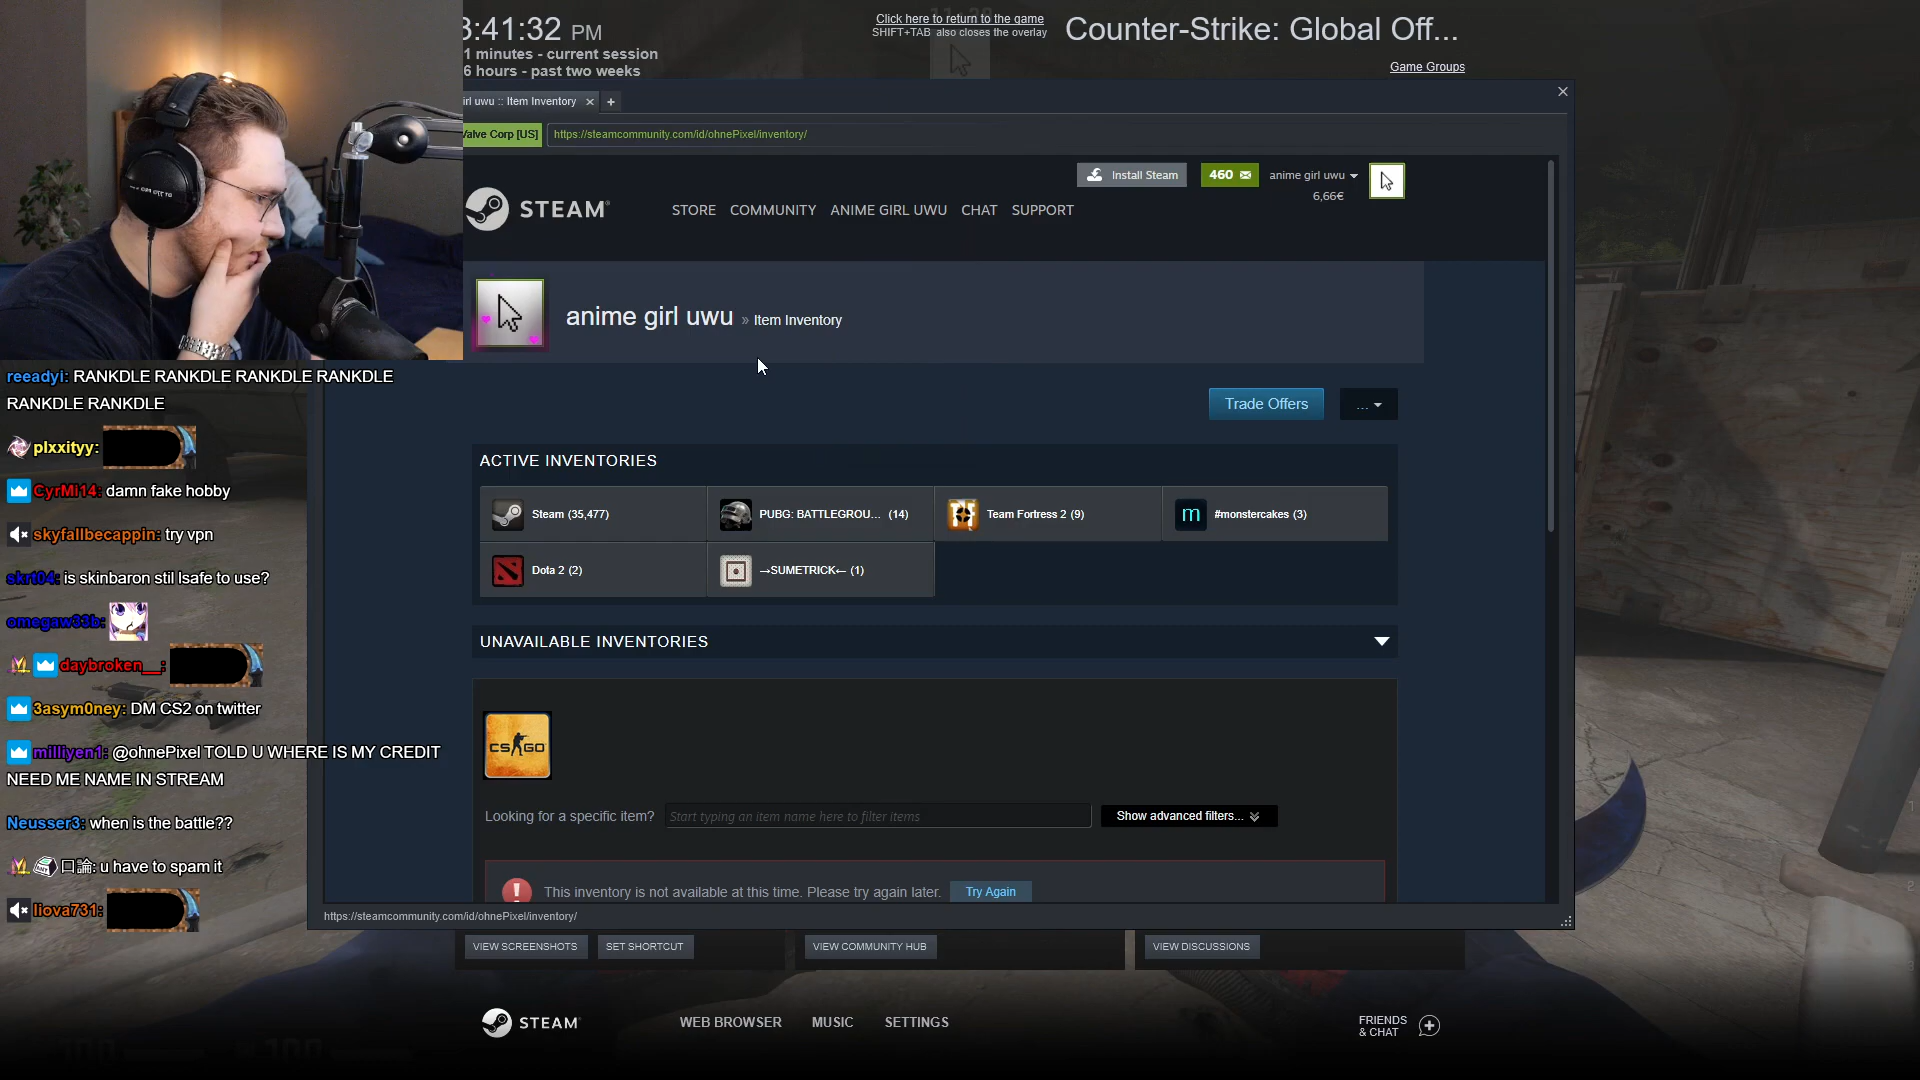 3:41:32 PM
1 minutes - current session
6 hours - past two weeks
Click here to return to the game
SHIFT+TAB also closes the overlay
Counter-Strike: Global Off...
Game Groups
irl uwu :: Item Inventory × +
Valve Corp [US] https://steamcommunity.com/id/ohnePixel/inventory/
Install Steam 460 anime girl uwu
6,66€
STEAM STORE COMMUNITY ANIME GIRL UWU CHAT SUPPORT
anime girl uwu » Item Inventory
Trade Offers ...
ACTIVE INVENTORIES
Steam (35,477) PUBG: BATTLEGROU... (14) Team Fortress 2 (9) m #monstercakes (3)
Dota 2 (2) →SUMETRICK← (1)
UNAVAILABLE INVENTORIES
CS GO
Looking for a specific item? Start typing an item name here to filter items Show advanced filters...
This inventory is not available at this time. Please try again later. Try Again
https://steamcommunity.com/id/ohnePixel/inventory/
VIEW SCREENSHOTS SET SHORTCUT VIEW COMMUNITY HUB VIEW DISCUSSIONS
STEAM WEB BROWSER MUSIC SETTINGS FRIENDS
& CHAT
reeadyi: RANKDLE RANKDLE RANKDLE RANKDLE
RANKDLE RANKDLE
plxxityy:
CyrMi14: damn fake hobby
skyfallbecappin: try vpn
skrt04: is skinbaron stil lsafe to use?
omegaw33b:
daybroken__:
3asym0ney: DM CS2 on twitter
milliyen1: @ohnePixel TOLD U WHERE IS MY CREDIT
NEED ME NAME IN STREAM
Neusser3: when is the battle??
口論: u have to spam it
liova731: